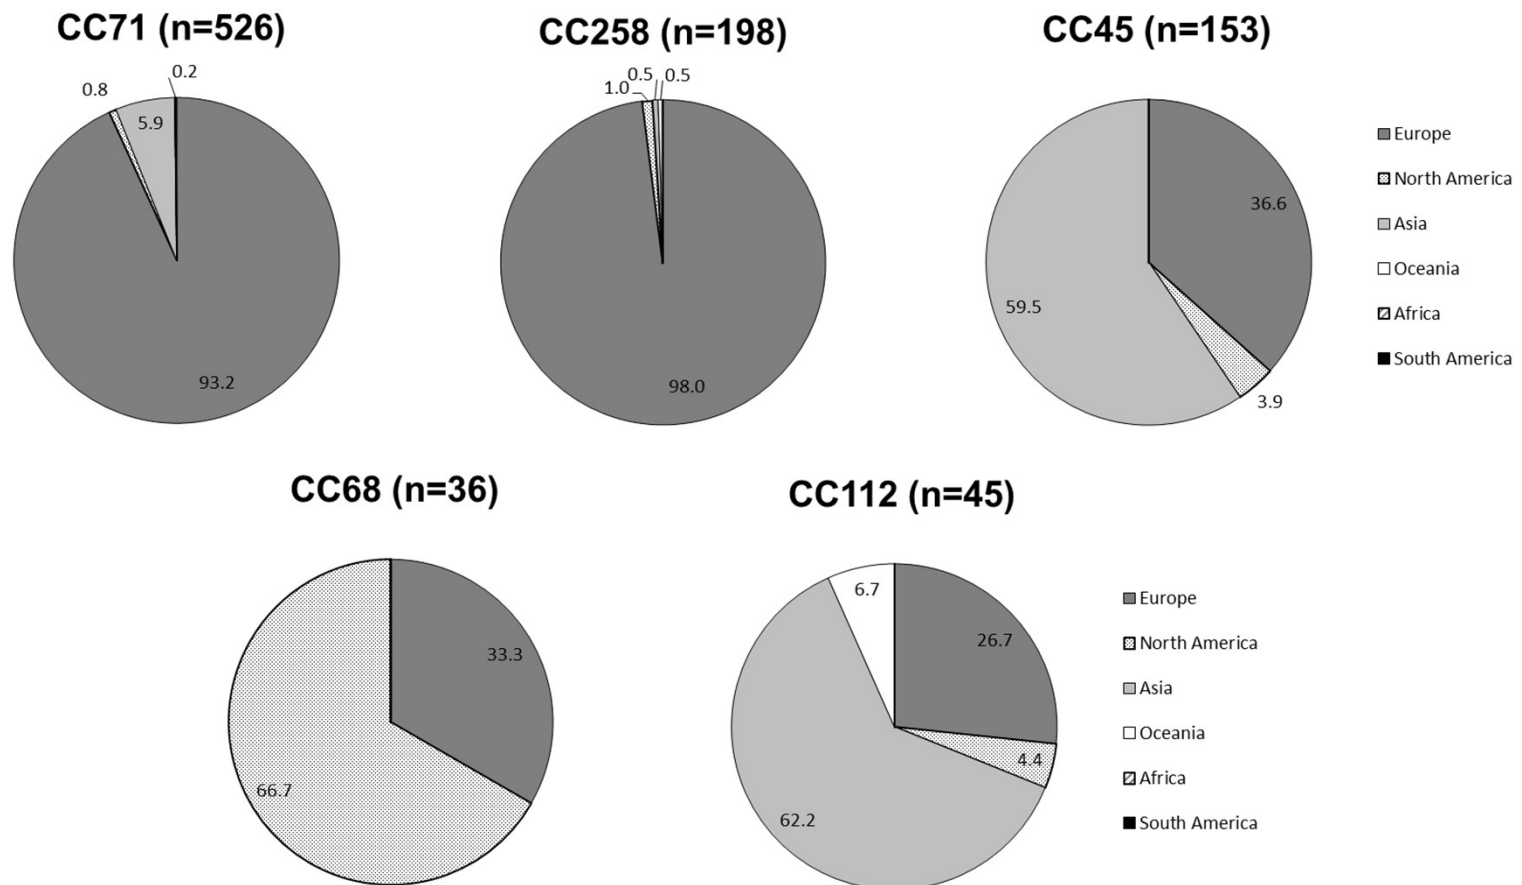 CC71 (n=526)
0.2
0.8
5.9
93.2
CC258 (n=198)
0.5
0.5
1.0
98.0
CC45 (n=153)
36.6
59.5
3.9
Europe
North America
Asia
Oceania
Africa
South America
CC68 (n=36)
33.3
66.7
CC112 (n=45)
6.7
26.7
4.4
62.2
Europe
North America
Asia
Oceania
Africa
South America